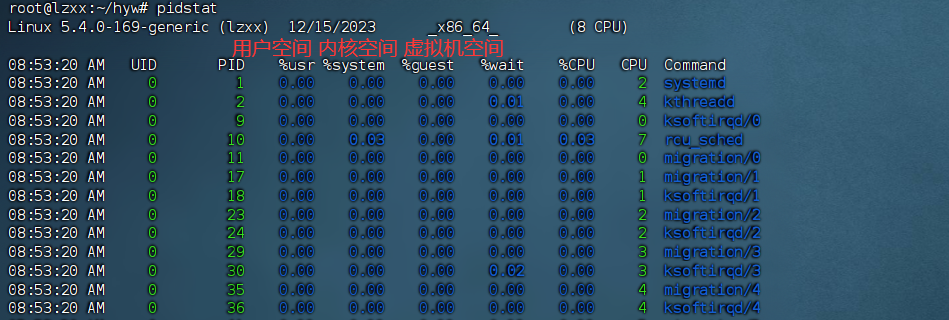 root@lzxx:~/hyw# pidstat
Linux 5.4.0-169-generic (lzxx) 12/15/2023 _x86_64_ (8 CPU)
用户空间 内核空间 虚拟机空间
08:53:20 AM UID PID %usr %system %guest %wait %CPU CPU Command
08:53:20 AM 0 1 0.00 0.00 0.00 0.00 0.00 2 systemd
08:53:20 AM 0 2 0.00 0.00 0.00 0.01 0.00 4 kthreadd
08:53:20 AM 0 9 0.00 0.00 0.00 0.00 0.00 0 ksoftirqd/0
08:53:20 AM 0 10 0.00 0.03 0.00 0.01 0.03 7 rcu_sched
08:53:20 AM 0 11 0.00 0.00 0.00 0.00 0.00 0 migration/0
08:53:20 AM 0 17 0.00 0.00 0.00 0.00 0.00 1 migration/1
08:53:20 AM 0 18 0.00 0.00 0.00 0.00 0.00 1 ksoftirqd/1
08:53:20 AM 0 23 0.00 0.00 0.00 0.00 0.00 2 migration/2
08:53:20 AM 0 24 0.00 0.00 0.00 0.00 0.00 2 ksoftirqd/2
08:53:20 AM 0 29 0.00 0.00 0.00 0.00 0.00 3 migration/3
08:53:20 AM 0 30 0.00 0.00 0.00 0.02 0.00 3 ksoftirqd/3
08:53:20 AM 0 35 0.00 0.00 0.00 0.00 0.00 4 migration/4
08:53:20 AM 0 36 0.00 0.00 0.00 0.00 0.00 4 ksoftirqd/4